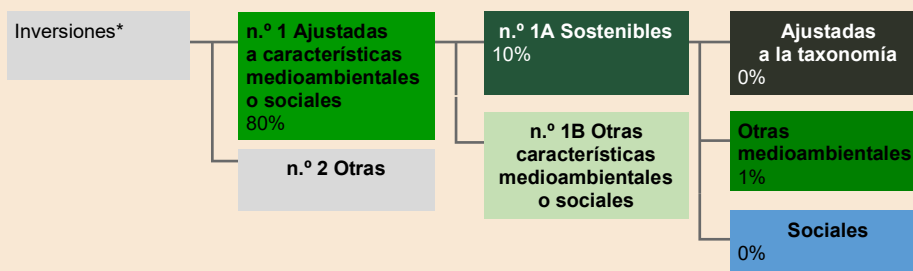 Inversiones*
n.º 1 Ajustadas
a características
medioambientales
o sociales
80%
n.º 2 Otras
n.º 1A Sostenibles
10%
n.º 1B Otras
características
medioambientales
o sociales
Ajustadas
a la taxonomía
0%
Otras
medioambientales
1%
Sociales
0%